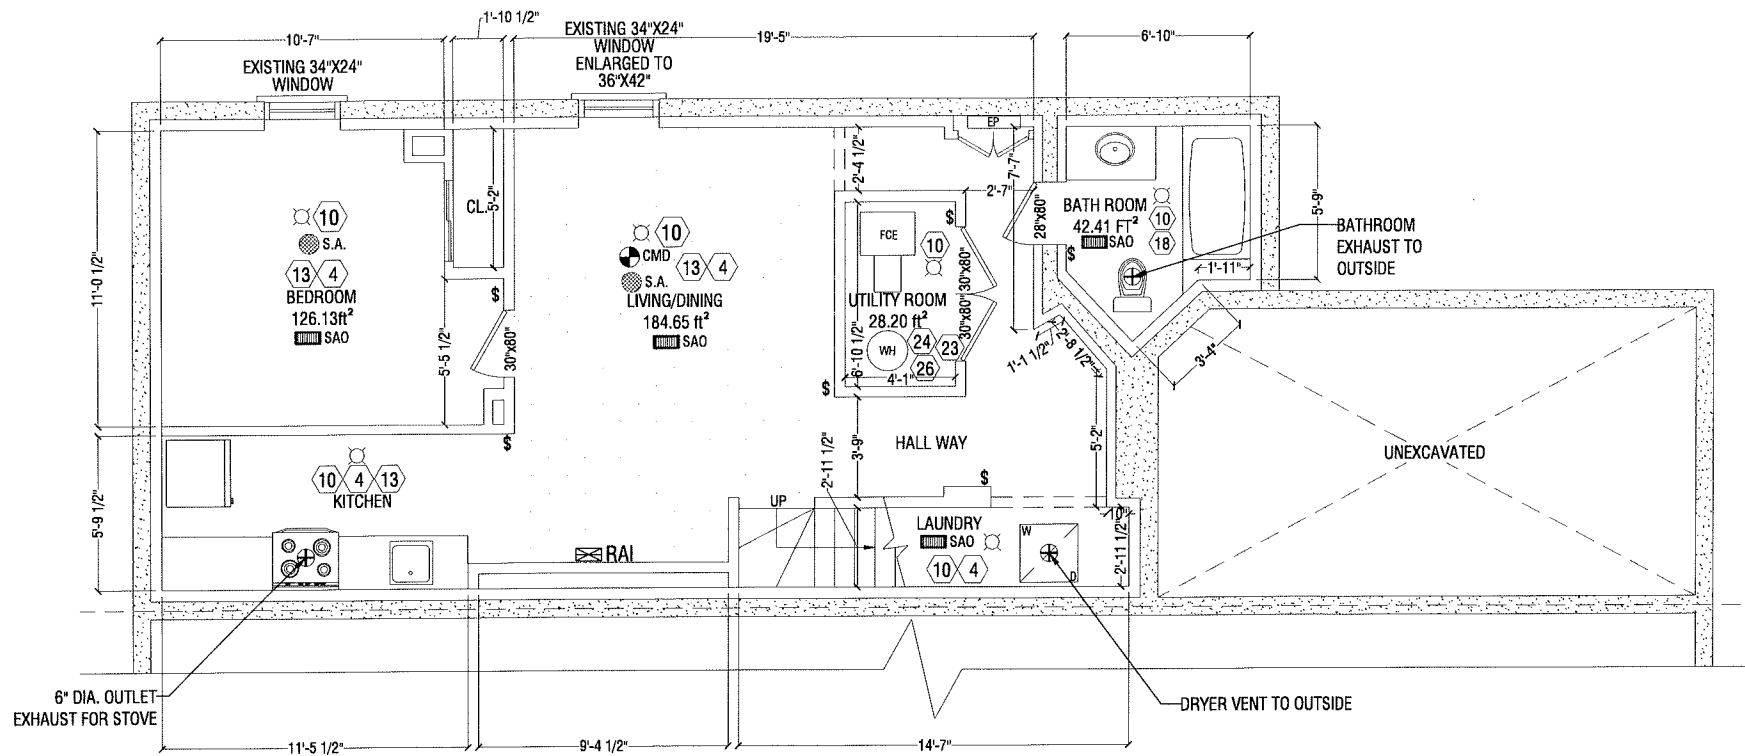 1'-10 1/2"
10'-7"
EXISTING 34"X24"
WINDOW
ENLARGED TO
36"X42"
19'-5"
6'-10"
EXISTING 34"X24"
WINDOW
EP
2'-4 1/2"
7'-7"
2'-7"
CL.
5'-2"
11'-0 1/2"
10
S.A.
13 4
BEDROOM
126.13ft²
SAO
$
30"x80"
5'-5 1/2"
10
CMD
S.A.
13 4
LIVING/DINING
184.65 ft²
SAO
FCE
$
10
UTILITY ROOM
28.20 ft²
WH
24
23
26
6'-10 1/2"
4'-1"
30"x80"
30"x80"
28"x80"
BATH ROOM
42.41 FT²
SAO
10
18
$
1'-11"
5'-9"
BATHROOM
EXHAUST TO
OUTSIDE
1'-1 1/2"
2'-8 1/2"
3'-4"
$
$
5'-9 1/2"
10 4 13
KITCHEN
2'-11 1/2"
3'-9"
HALL WAY
5'-2"
$
UNEXCAVATED
UP
LAUNDRY
SAO
10 4
W
D
10"
2'-11 1/2"
RAI
6" DIA. OUTLET
EXHAUST FOR STOVE
DRYER VENT TO OUTSIDE
11'-5 1/2"
9'-4 1/2"
14'-7"